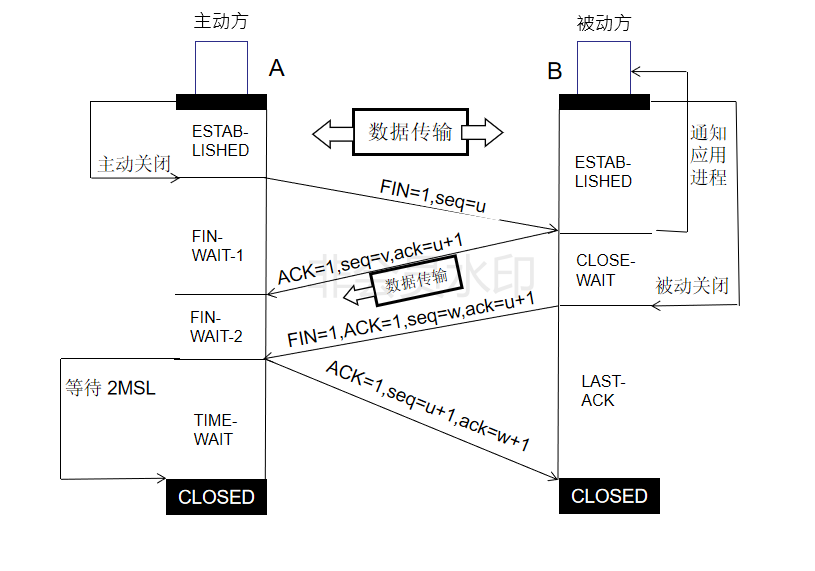 主动方
被动方
A
B
ESTAB-
LISHED
数据传输
通知
应用
进程
主动关闭
ESTAB-
LISHED
FIN=1,seq=u
FIN-
WAIT-1
ACK=1,seq=v,ack=u+1
CLOSE-
WAIT
数据传输
被动关闭
FIN-
WAIT-2
FIN=1,ACK=1,seq=w,ack=u+1
等待 2MSL
ACK=1,seq=u+1,ack=w+1
LAST-
ACK
TIME-
WAIT
CLOSED
CLOSED